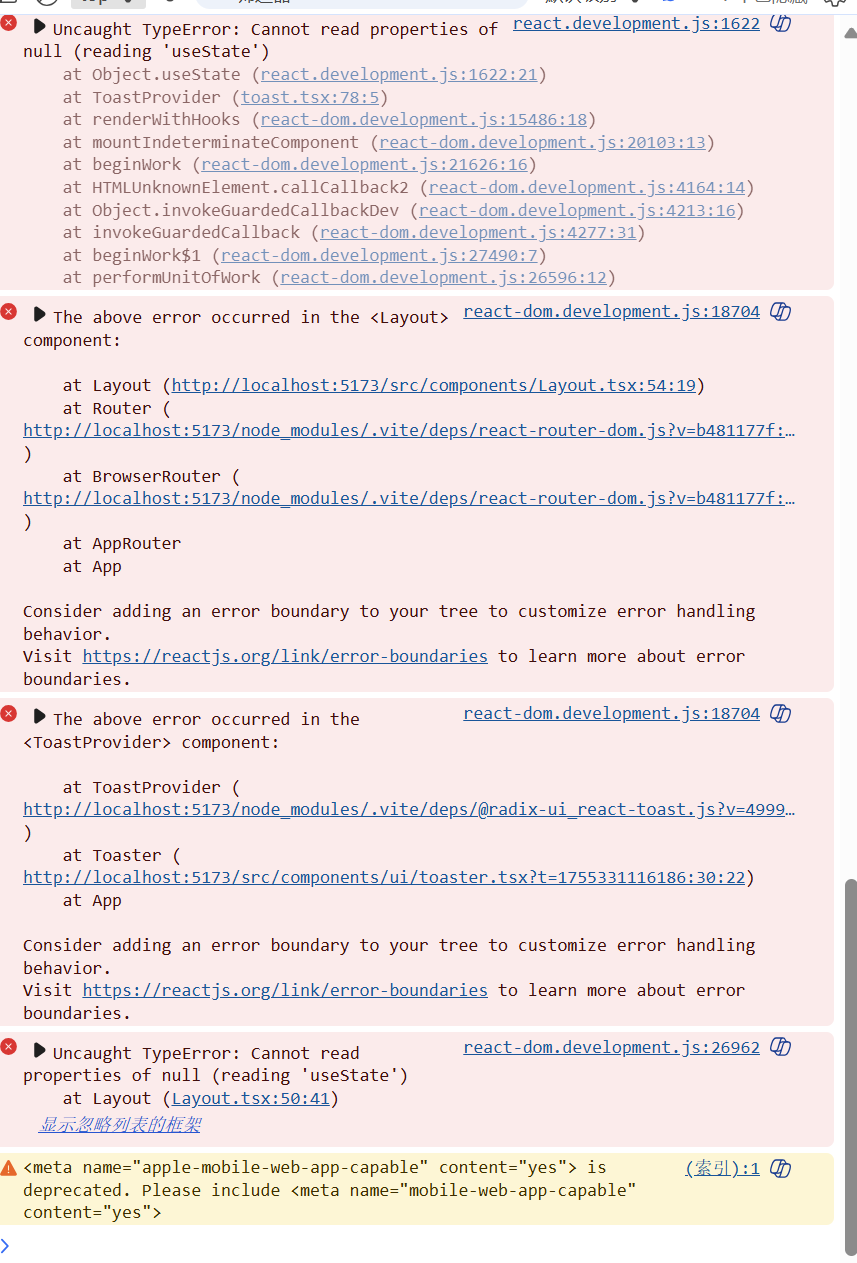 Uncaught TypeError: Cannot read properties of react.development.js:1622
null (reading 'useState')
at Object.useState (react.development.js:1622:21)
at ToastProvider (toast.tsx:78:5)
at renderWithHooks (react-dom.development.js:15486:18)
at mountIndeterminateComponent (react-dom.development.js:20103:13)
at beginWork (react-dom.development.js:21626:16)
at HTMLUnknownElement.callCallback2 (react-dom.development.js:4164:14)
at Object.invokeGuardedCallbackDev (react-dom.development.js:4213:16)
at invokeGuardedCallback (react-dom.development.js:4277:31)
at beginWork$1 (react-dom.development.js:27490:7)
at performUnitOfWork (react-dom.development.js:26596:12)
The above error occurred in the <Layout> react-dom.development.js:18704
component:
at Layout (http://localhost:5173/src/components/Layout.tsx:54:19)
at Router (
http://localhost:5173/node_modules/.vite/deps/react-router-dom.js?v=b481177f:…
)
at BrowserRouter (
http://localhost:5173/node_modules/.vite/deps/react-router-dom.js?v=b481177f:…
)
at AppRouter
at App
Consider adding an error boundary to your tree to customize error handling
behavior.
Visit https://reactjs.org/link/error-boundaries to learn more about error
boundaries.
The above error occurred in the react-dom.development.js:18704
<ToastProvider> component:
at ToastProvider (
http://localhost:5173/node_modules/.vite/deps/@radix-ui_react-toast.js?v=4999…
)
at Toaster (
http://localhost:5173/src/components/ui/toaster.tsx?t=1755331116186:30:22)
at App
Consider adding an error boundary to your tree to customize error handling
behavior.
Visit https://reactjs.org/link/error-boundaries to learn more about error
boundaries.
Uncaught TypeError: Cannot read react-dom.development.js:26962
properties of null (reading 'useState')
at Layout (Layout.tsx:50:41)
显示忽略列表的框架
<meta name="apple-mobile-web-app-capable" content="yes"> is (索引):1
deprecated. Please include <meta name="mobile-web-app-capable"
content="yes">